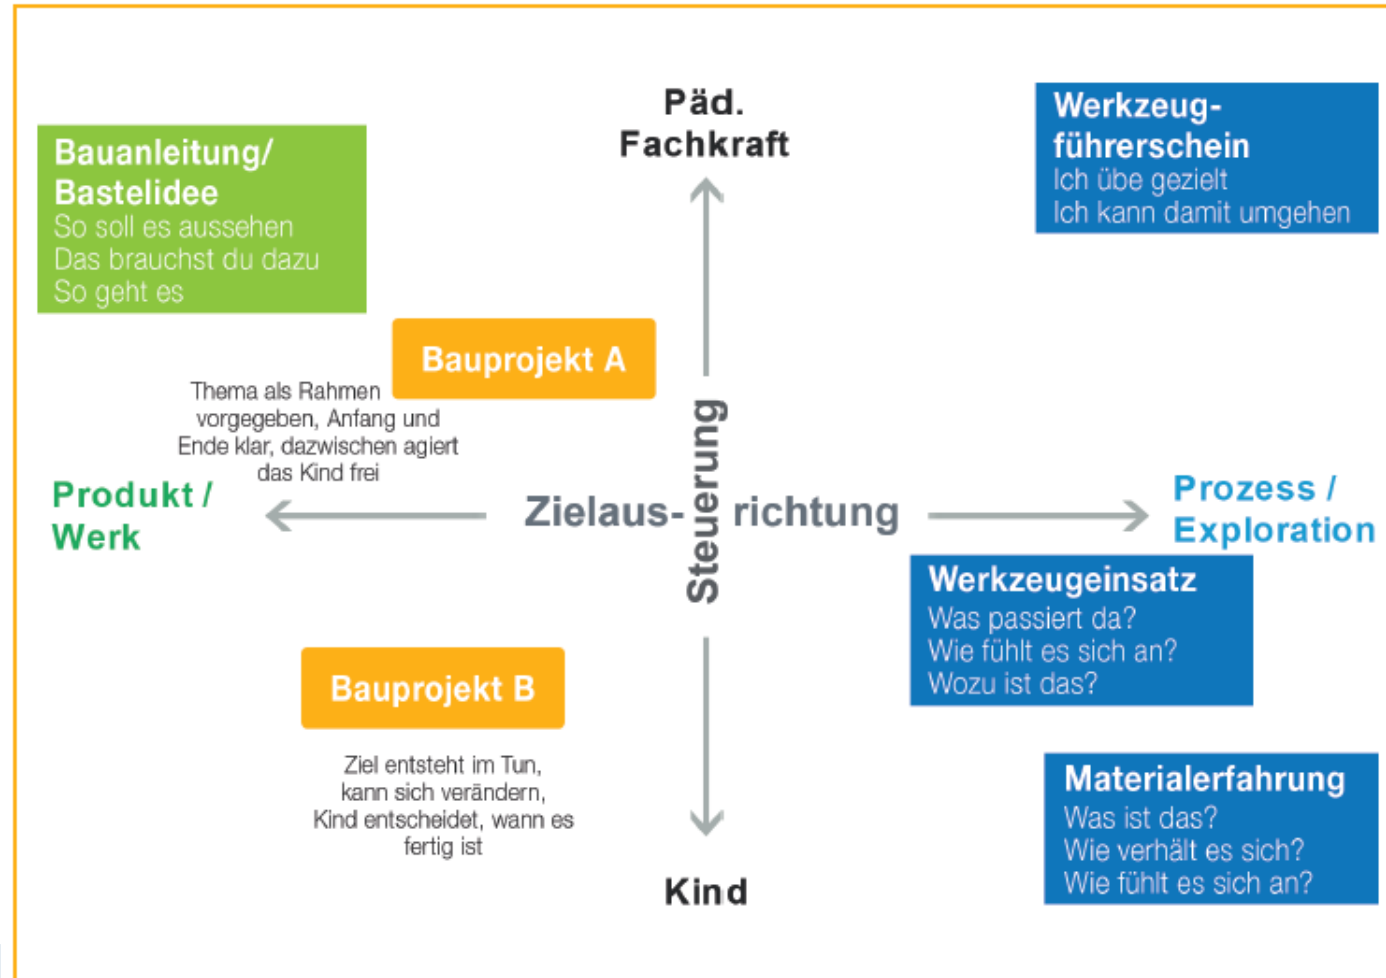 Päd.
Fachkraft
Werkzeug-
führerschein
Ich übe gezielt
Ich kann damit umgehen
Bauanleitung/
Bastelidee
So soll es aussehen
Das brauchst du dazu
So geht es
Bauprojekt A
Thema als Rahmen
vorgegeben, Anfang und
Ende klar, dazwischen agiert
das Kind frei
Produkt /
Werk
Zielaus- richtung
Steuerung
Prozess /
Exploration
Werkzeugeinsatz
Was passiert da?
Wie fühlt es sich an?
Wozu ist das?
Bauprojekt B
Ziel entsteht im Tun,
kann sich verändern,
Kind entscheidet, wann es
fertig ist
Materialerfahrung
Was ist das?
Wie verhält es sich?
Wie fühlt es sich an?
Kind